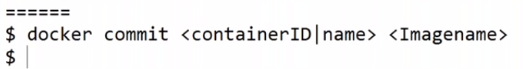 ======
$ docker commit <containerID|name> <Imagename>
$